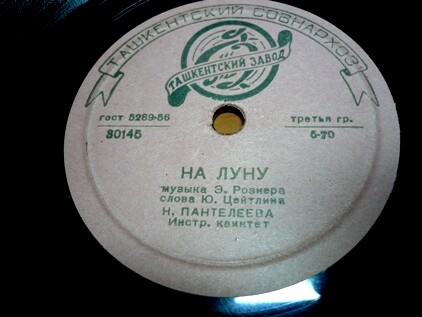 ТАШКЕНТСКИЙ СОВНАРХОЗ
ТАШКЕНТСКИЙ ЗАВОД
гост 5289-56
третья гр.
30145
5-70
НА ЛУНУ
музыка Э. Рознера
слова Ю. Цейтлина
Н. ПАНТЕЛЕЕВА
Инстр. квинтет